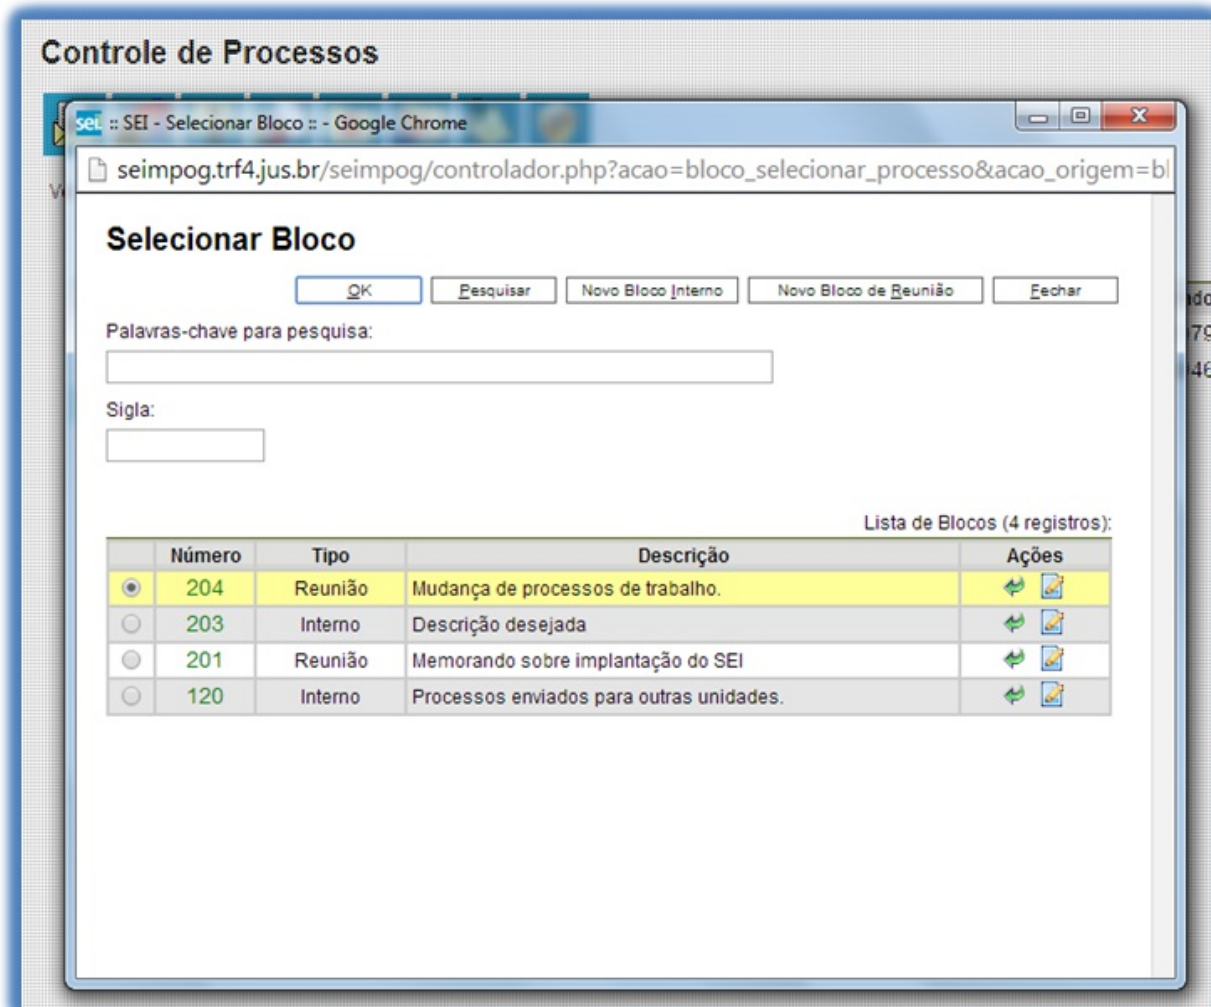 Controle de Processos
sei. :: SEI - Selecionar Bloco :: - Google Chrome
seimpog.trf4.jus.br/seimpog/controlador.php?acao=bloco_selecionar_processo&acao_origem=bl
Selecionar Bloco
OK Pesquisar Novo Bloco Interno Novo Bloco de Reunião Fechar
Palavras-chave para pesquisa:
Sigla:
Lista de Blocos (4 registros):
Número Tipo Descrição Ações
204 Reunião Mudança de processos de trabalho.
203 Interno Descrição desejada
201 Reunião Memorando sobre implantação do SEI
120 Interno Processos enviados para outras unidades.